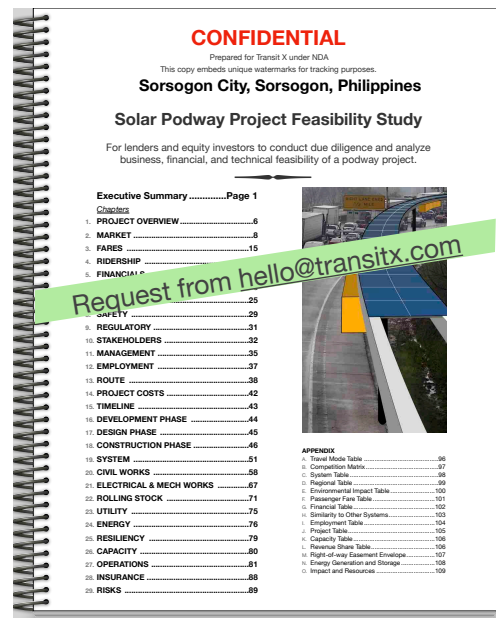 CONFIDENTIAL
Prepared for Transit X under NDA
This copy embeds unique watermarks for tracking purposes.
Sorsogon City, Sorsogon, Philippines
Solar Podway Project Feasibility Study
For lenders and equity investors to conduct due diligence and analyze
business, financial, and technical feasibility of a podway project.
Executive Summary .............Page 1
Chapters
1. PROJECT OVERVIEW...................................6
2. MARKET ..........................................................8
3. FARES ..........................................................15
4. RIDERSHIP
5. FINANCIALS
Request from hello@transitx.com
25
SAFETY ..........................................................29
9. REGULATORY ................................................31
10. STAKEHOLDERS ..........................................32
11. MANAGEMENT .............................................35
12. EMPLOYMENT ..............................................37
13. ROUTE ..........................................................38
14. PROJECT COSTS ..........................................42
15. TIMELINE .......................................................43
16. DEVELOPMENT PHASE ..............................44
17. DESIGN PHASE .............................................45
18. CONSTRUCTION PHASE .............................46
19. SYSTEM .........................................................51
20. CIVIL WORKS ................................................58
21. ELECTRICAL & MECH WORKS ..................67
22. ROLLING STOCK ..........................................71
23. UTILITY ..........................................................75
24. ENERGY .........................................................76
25. RESILIENCY ..................................................79
26. CAPACITY ......................................................80
27. OPERATIONS .................................................81
28. INSURANCE ...................................................88
29. RISKS .............................................................89
APPENDIX
A. Travel Mode Table ......................................96
B. Competition Matrix .....................................97
C. System Table ..............................................98
D. Regional Table ............................................99
E. Environmental Impact Table .....................100
F. Passenger Fare Table ................................101
G. Financial Table ..........................................102
H. Similarity to Other Systems ......................103
I. Employment Table .....................................104
J. Project Table .............................................105
K. Capacity Table ..........................................106
L. Revenue Share Table ................................106
M. Right-of-way Easement Envelope ............107
N. Energy Generation and Storage ...............108
O. Impact and Resources ..............................109